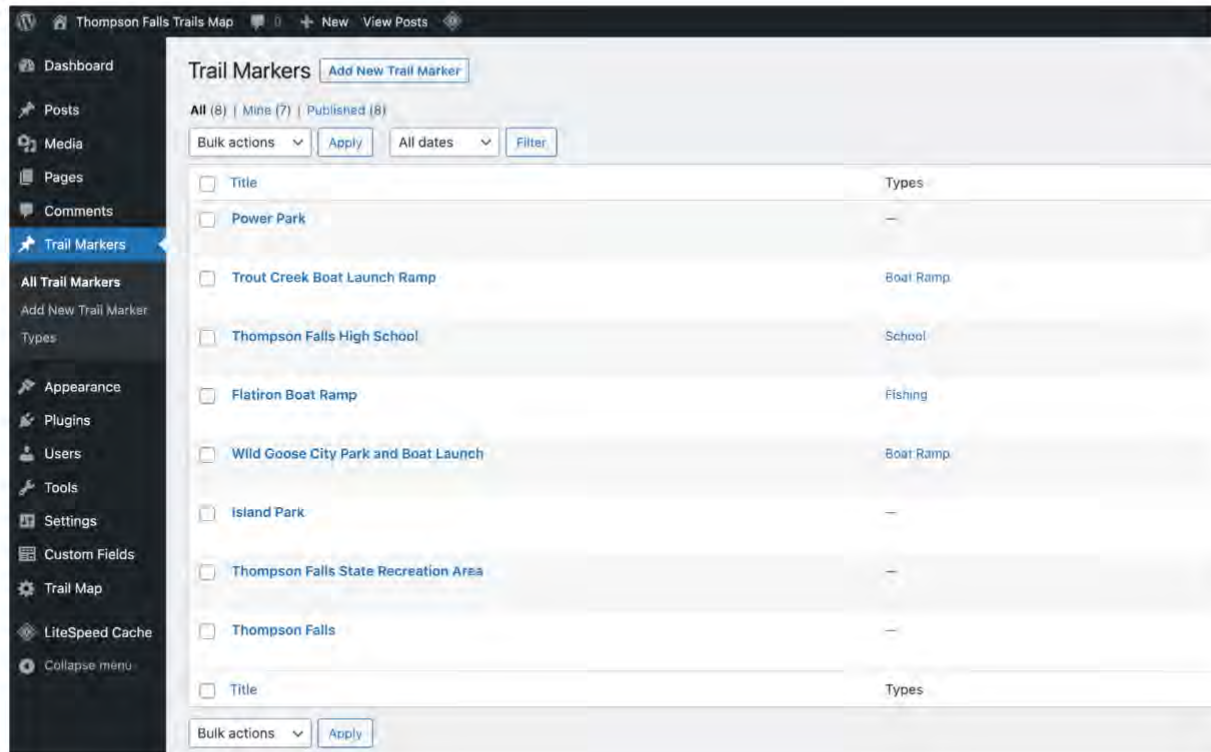 Thompson Falls Trails Map 0 New View Posts
Dashboard
Posts
Media
Pages
Comments
Trail Markers
All Trail Markers
Add New Trail Marker
Types
Appearance
Plugins
Users
Tools
Settings
Custom Fields
Trail Map
LiteSpeed Cache
Collapse menu
Trail Markers Add New Trail Marker
All (8) | Mine (7) | Published (8)
Bulk actions Apply All dates Filter
Title Types
Power Park —
Trout Creek Boat Launch Ramp Boat Ramp
Thompson Falls High School School
Flatiron Boat Ramp Fishing
Wild Goose City Park and Boat Launch Boat Ramp
Island Park —
Thompson Falls State Recreation Area —
Thompson Falls —
Title Types
Bulk actions Apply